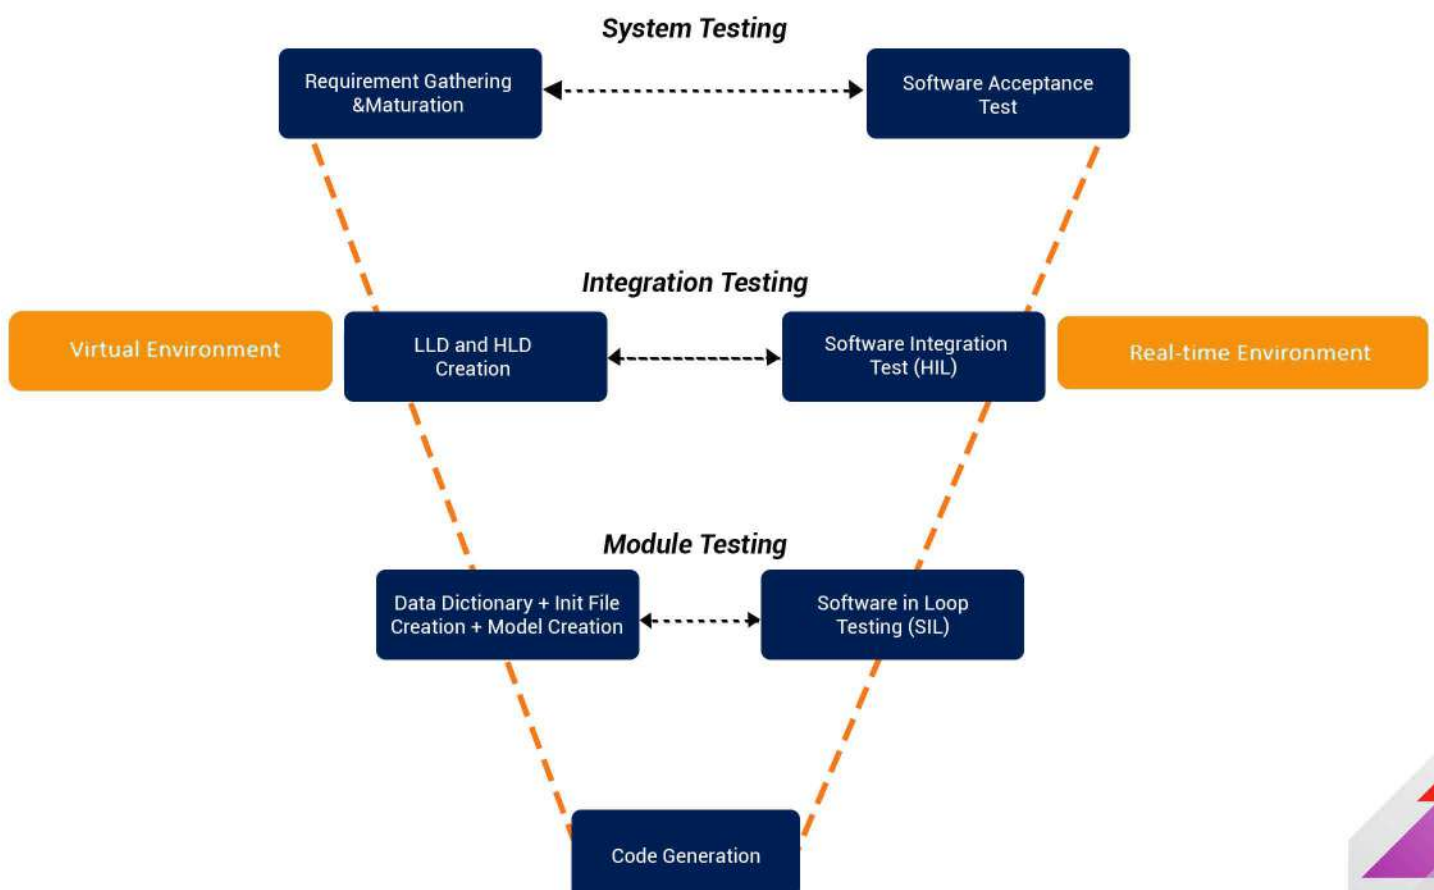 System Testing
Requirement Gathering
&Maturation
Software Acceptance
Test
Integration Testing
Virtual Environment
LLD and HLD
Creation
Software Integration
Test (HIL)
Real-time Environment
Module Testing
Data Dictionary + Init File
Creation + Model Creation
Software in Loop
Testing (SIL)
Code Generation